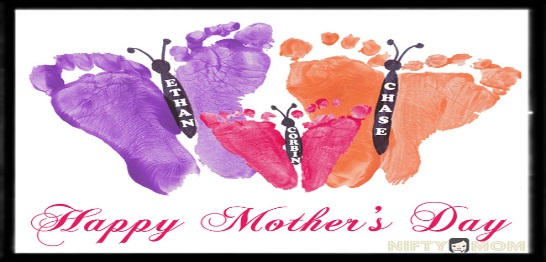 ETHAN
CORBIN
CHASE
Happy Mother's Day
NIFTY MOM